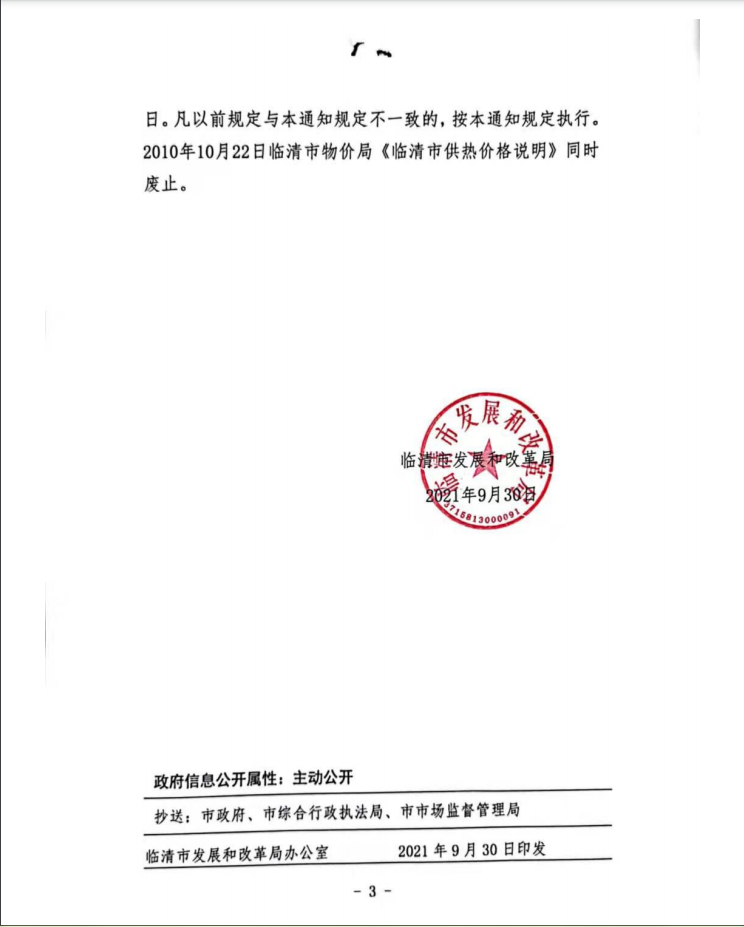 日。凡以前规定与本通知规定不一致的，按本通知规定执行。
2010年10月22日临清市物价局《临清市供热价格说明》同时
废止。
临清市发展和改革局
临清市发展和改革局
2021年9月30日
3715813000091
政府信息公开属性：主动公开
抄送：市政府、市综合行政执法局、市市场监督管理局
临清市发展和改革局办公室 2021年9月30日印发
- 3 -